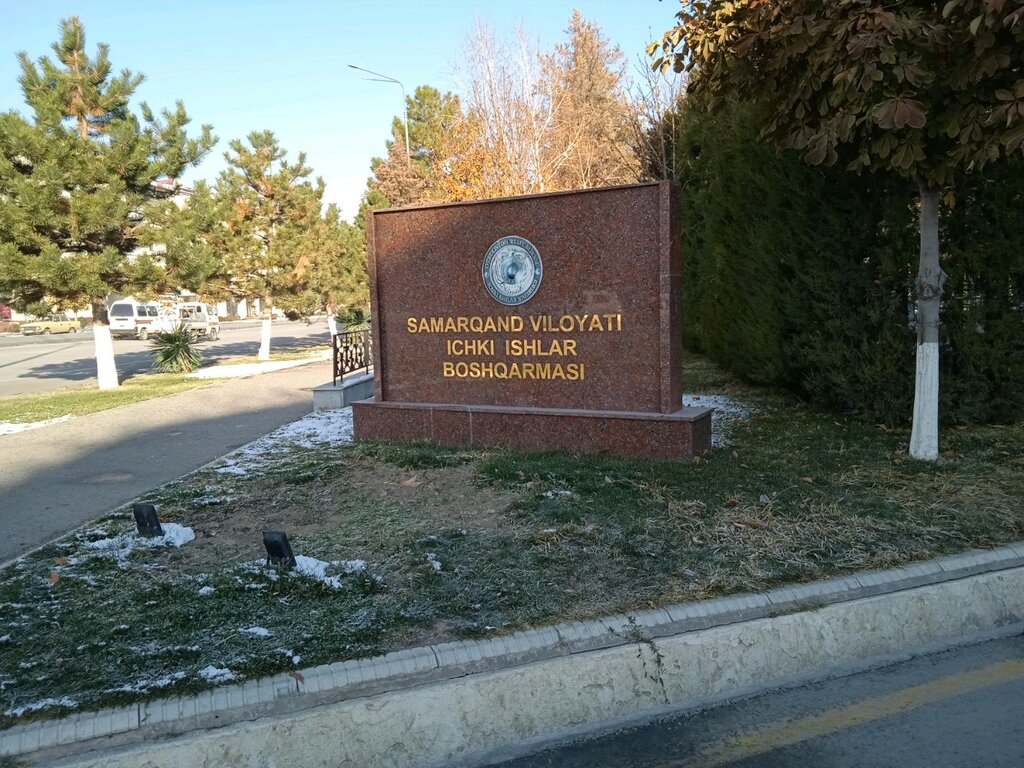 SAMARQAND VILOYATI
ICHKI ISHLAR
BOSHQARMASI